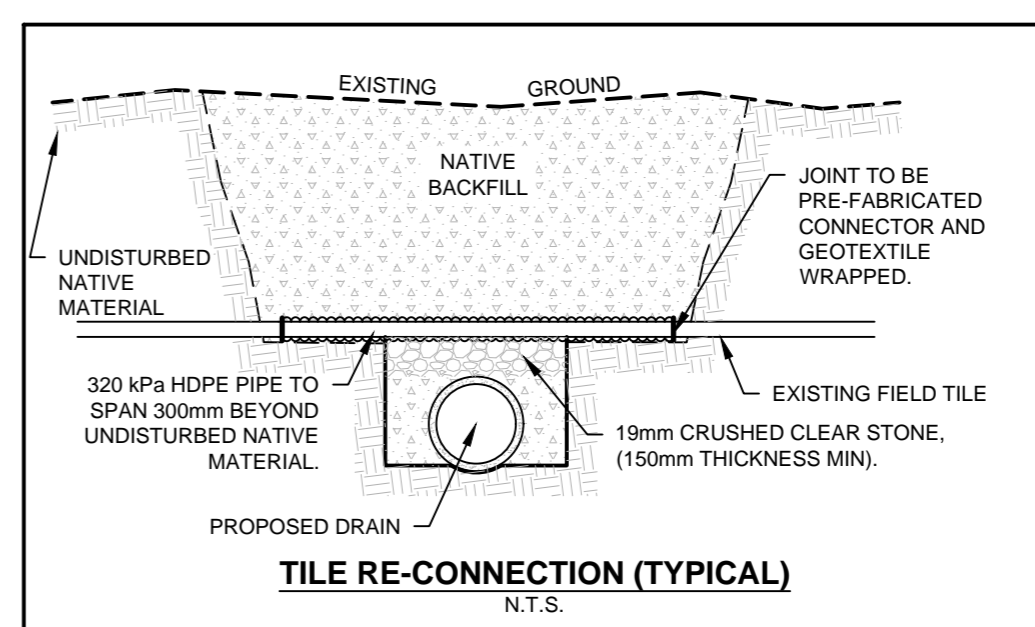 EXISTING GROUND
NATIVE
BACKFILL
JOINT TO BE
PRE-FABRICATED
CONNECTOR AND
GEOTEXTILE
WRAPPED.
UNDISTURBED
NATIVE
MATERIAL
320 kPa HDPE PIPE TO
SPAN 300mm BEYOND
UNDISTURBED NATIVE
MATERIAL.
EXISTING FIELD TILE
19mm CRUSHED CLEAR STONE,
(150mm THICKNESS MIN).
PROPOSED DRAIN
TILE RE-CONNECTION (TYPICAL)
N.T.S.